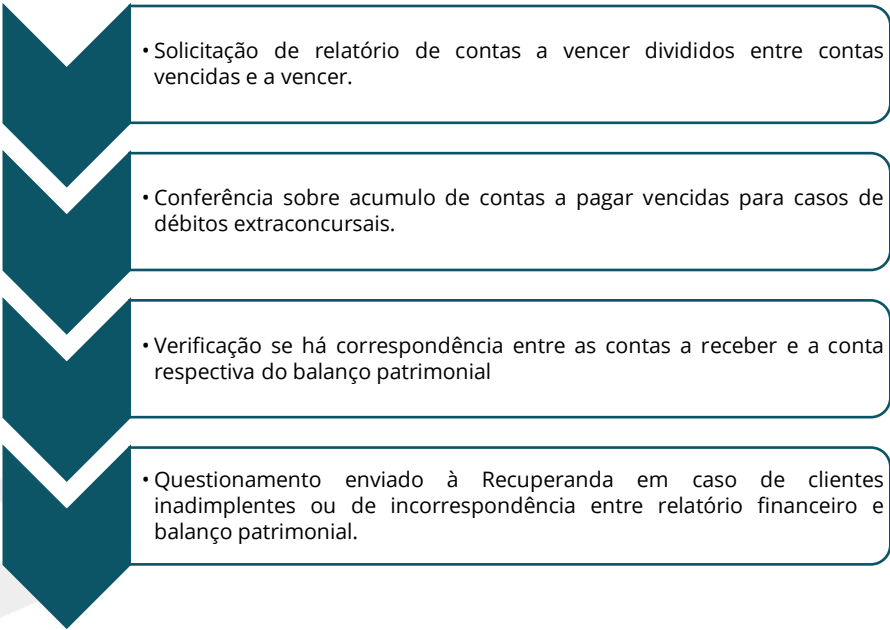 • Solicitação de relatório de contas a vencer divididos entre contas
vencidas e a vencer.
• Conferência sobre acumulo de contas a pagar vencidas para casos de
débitos extraconcursais.
• Verificação se há correspondência entre as contas a receber e a conta
respectiva do balanço patrimonial
• Questionamento enviado à Recuperanda em caso de clientes
inadimplentes ou de incorrespondência entre relatório financeiro e
balanço patrimonial.